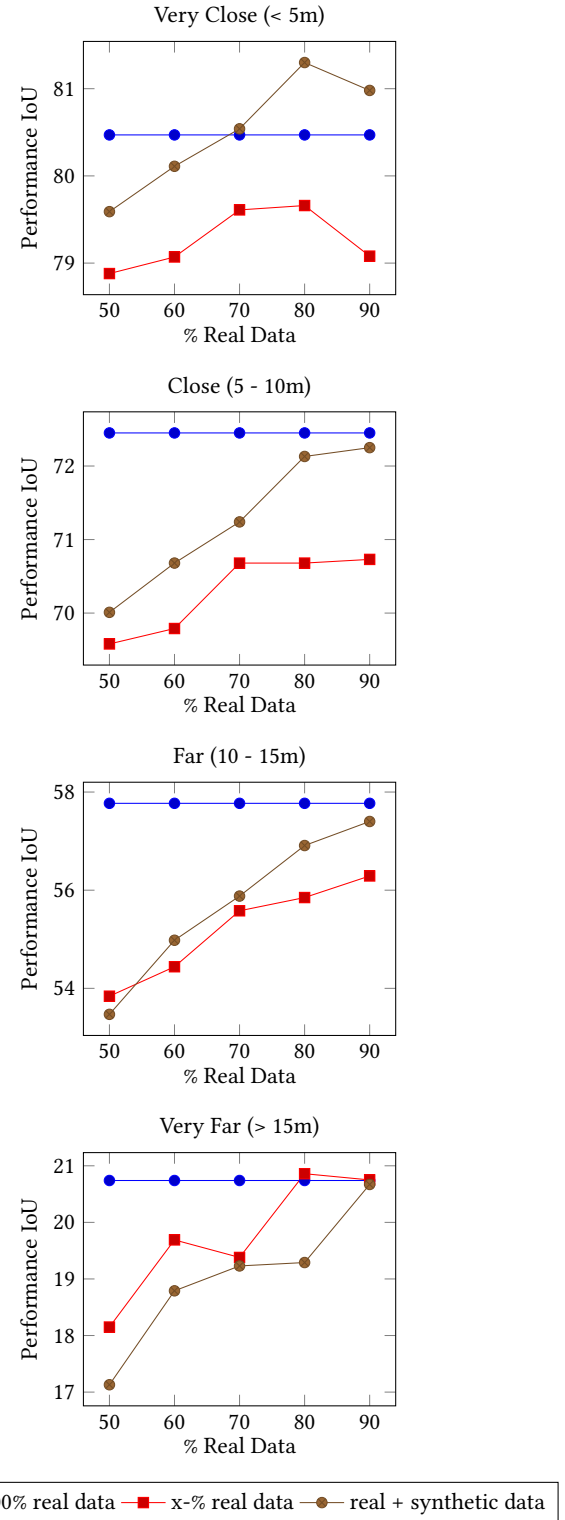 Very Close (< 5m)
81
80
79
Performance IoU
50 60 70 80 90
% Real Data
Close (5 - 10m)
72
71
70
Performance IoU
50 60 70 80 90
% Real Data
Far (10 - 15m)
58
56
54
Performance IoU
50 60 70 80 90
% Real Data
Very Far (> 15m)
21
20
19
18
17
Performance IoU
50 60 70 80 90
% Real Data
0% real data x-% real data real + synthetic data